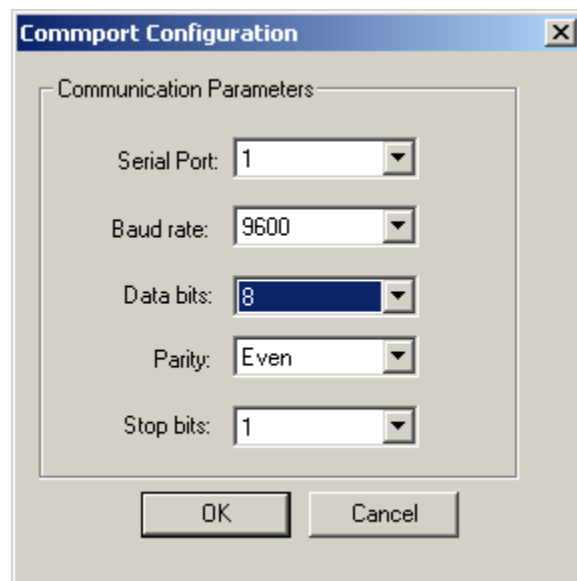 Commport Configuration
Communication Parameters
Serial Port: 1
Baud rate: 9600
Data bits: 8
Parity: Even
Stop bits: 1
OK Cancel